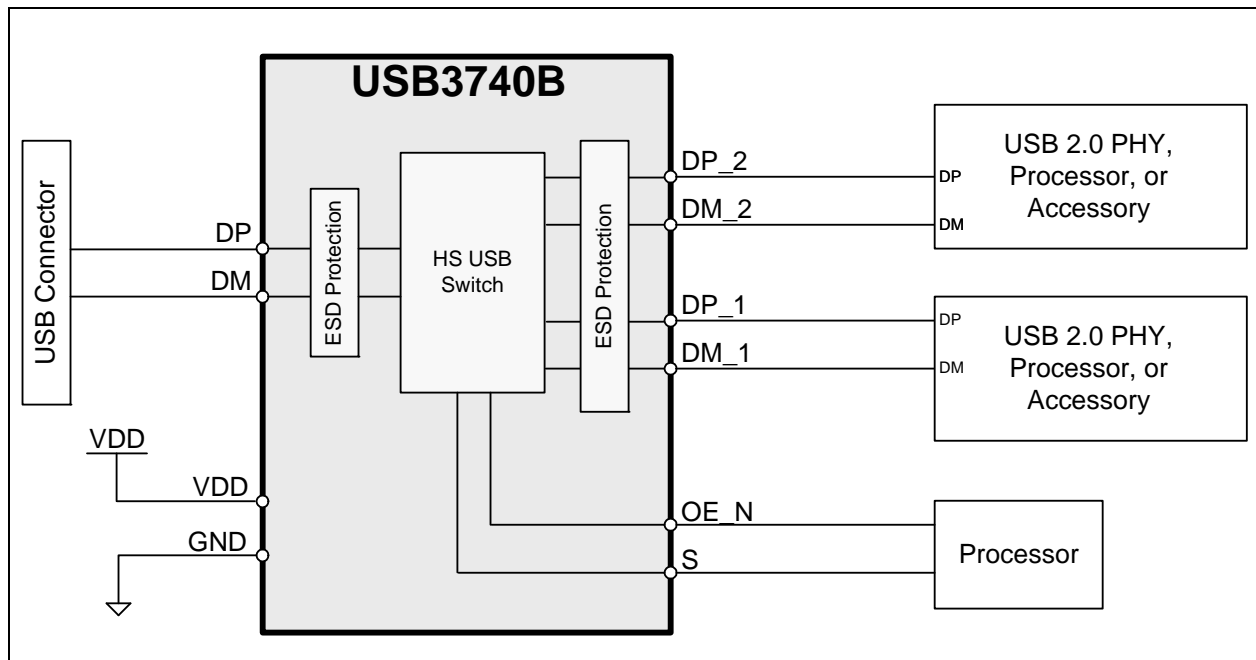 USB3740B
USB Connector
DP
DM
ESD Protection
HS USB
Switch
ESD Protection
DP_2
DM_2
DP_1
DM_1
DP
DM
USB 2.0 PHY,
Processor, or
Accessory
DP
DM
USB 2.0 PHY,
Processor, or
Accessory
VDD
VDD
GND
OE_N
S
Processor